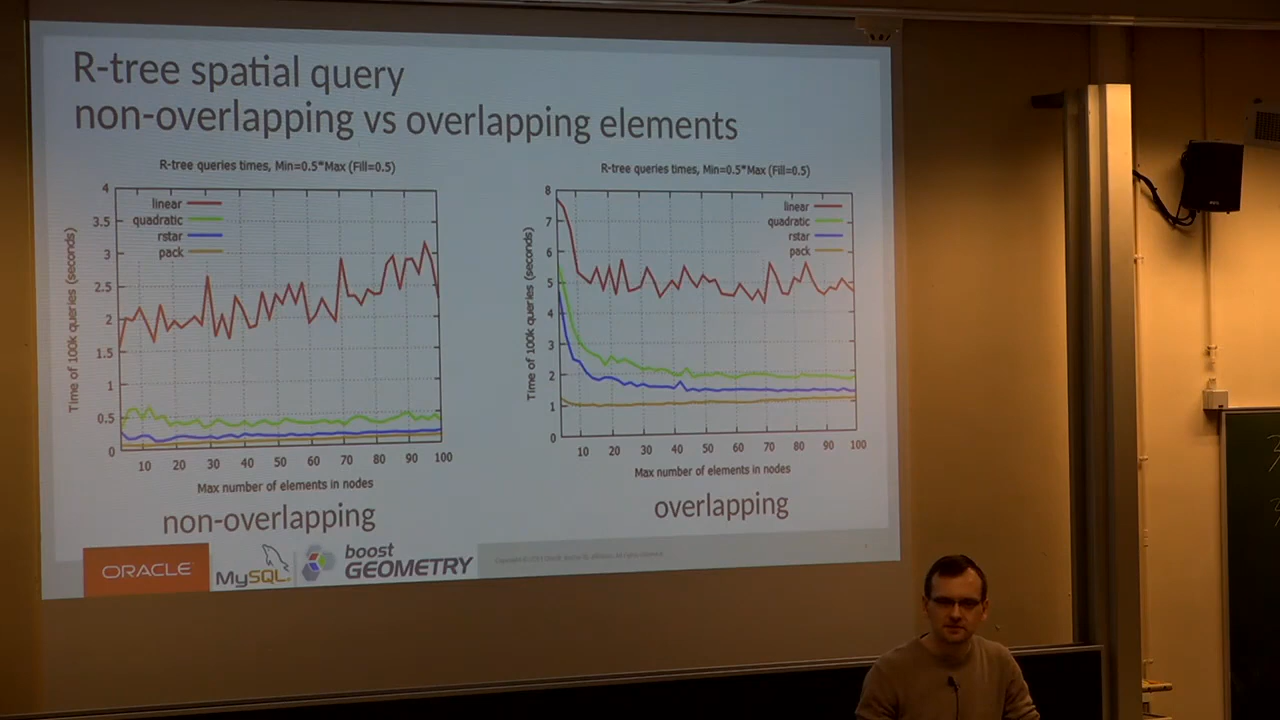 R-tree spatial query
non-overlapping vs overlapping elements
R-tree queries times, Min=0.5*Max (Fill=0.5)
Time of 100k queries (seconds)
4
3.5
3
2.5
2
1.5
1
0.5
0
linear
quadratic
rstar
pack
10 20 30 40 50 60 70 80 90 100
Max number of elements in nodes
non-overlapping
R-tree queries times, Min=0.5*Max (Fill=0.5)
Time of 100k queries (seconds)
8
7
6
5
4
3
2
1
0
linear
quadratic
rstar
pack
10 20 30 40 50 60 70 80 90 100
Max number of elements in nodes
overlapping
ORACLE
MySQL
boost
GEOMETRY